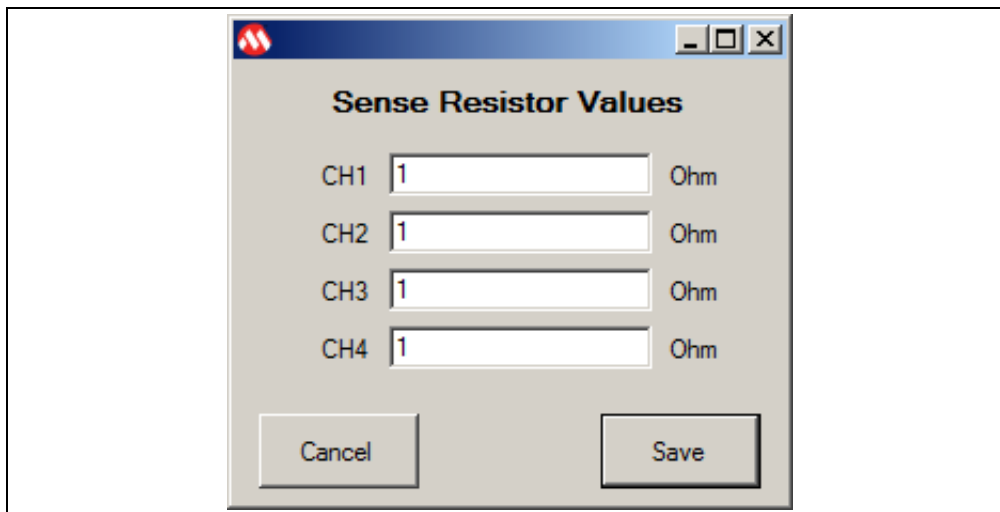 Sense Resistor Values
CH1 1 Ohm
CH2 1 Ohm
CH3 1 Ohm
CH4 1 Ohm
Cancel Save